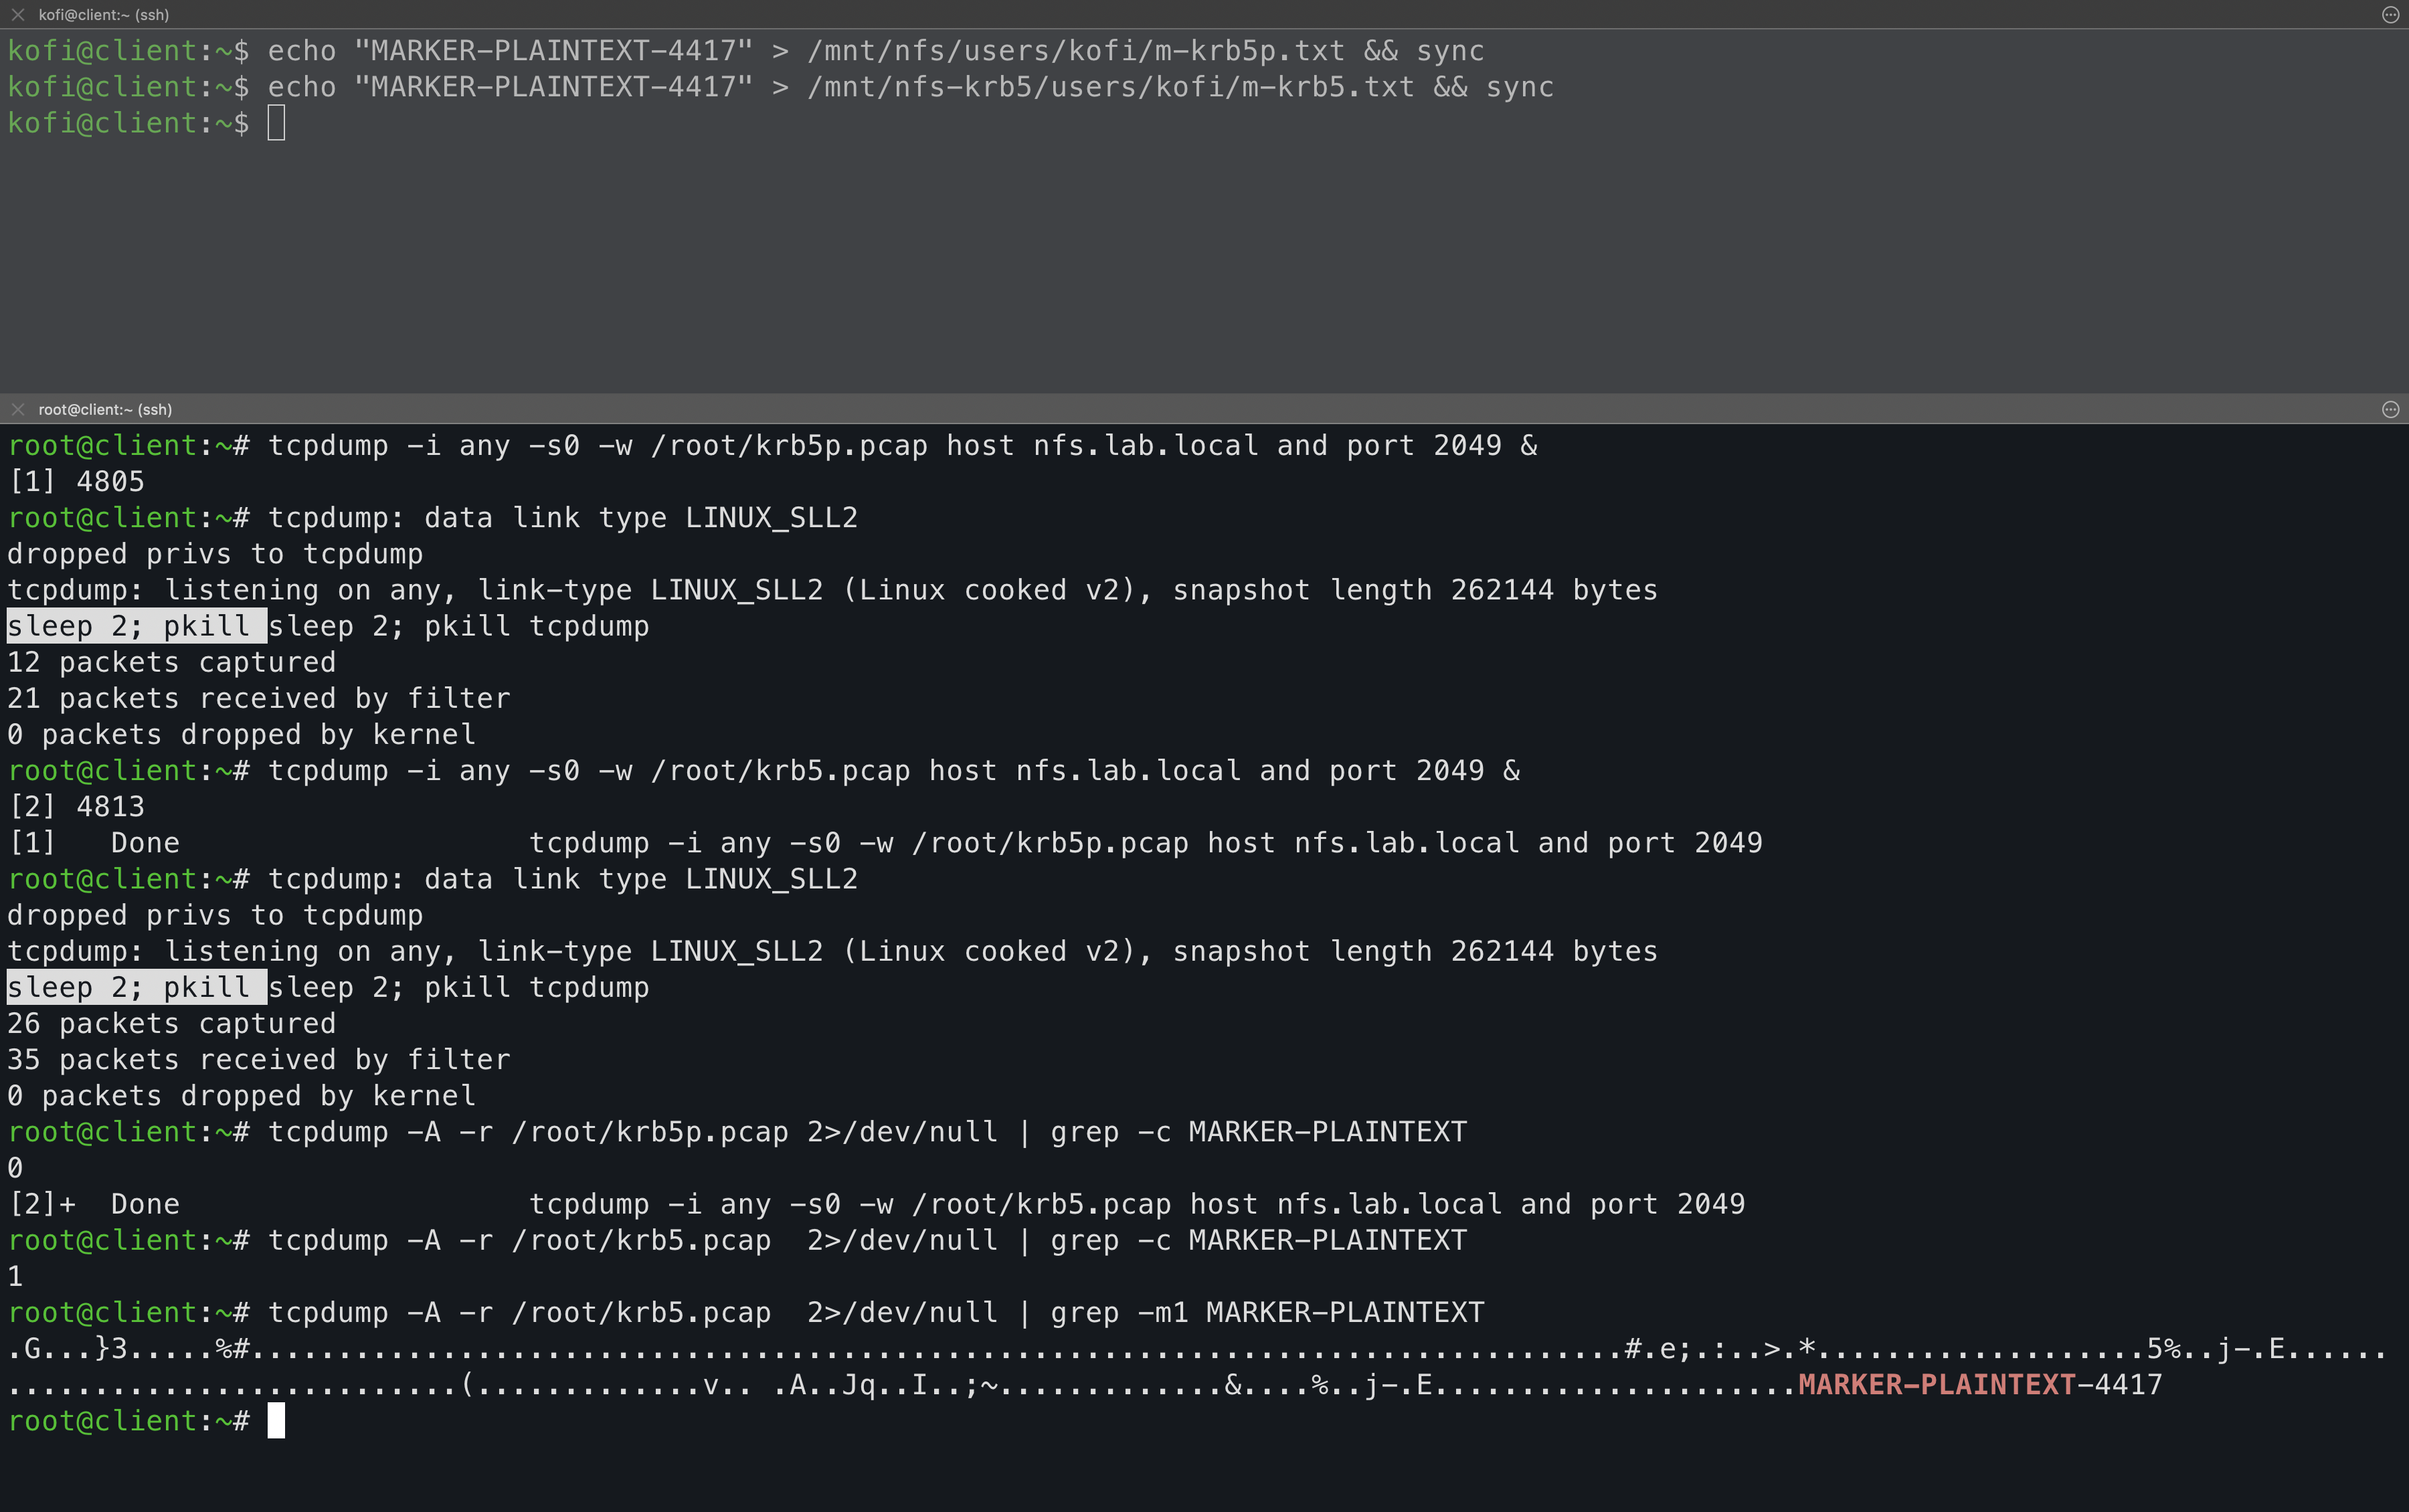 kofi@client:~ (ssh)
kofi@client:~$ echo "MARKER-PLAINTEXT-4417" > /mnt/nfs/users/kofi/m-krb5p.txt && sync
kofi@client:~$ echo "MARKER-PLAINTEXT-4417" > /mnt/nfs-krb5/users/kofi/m-krb5.txt && sync
kofi@client:~$
root@client:~ (ssh)
root@client:~# tcpdump -i any -s0 -w /root/krb5p.pcap host nfs.lab.local and port 2049 &
[1] 4805
root@client:~# tcpdump: data link type LINUX_SLL2
dropped privs to tcpdump
tcpdump: listening on any, link-type LINUX_SLL2 (Linux cooked v2), snapshot length 262144 bytes
sleep 2; pkill sleep 2; pkill tcpdump
12 packets captured
21 packets received by filter
0 packets dropped by kernel
root@client:~# tcpdump -i any -s0 -w /root/krb5.pcap host nfs.lab.local and port 2049 &
[2] 4813
[1]   Done                    tcpdump -i any -s0 -w /root/krb5p.pcap host nfs.lab.local and port 2049
root@client:~# tcpdump: data link type LINUX_SLL2
dropped privs to tcpdump
tcpdump: listening on any, link-type LINUX_SLL2 (Linux cooked v2), snapshot length 262144 bytes
sleep 2; pkill sleep 2; pkill tcpdump
26 packets captured
35 packets received by filter
0 packets dropped by kernel
root@client:~# tcpdump -A -r /root/krb5p.pcap 2>/dev/null | grep -c MARKER-PLAINTEXT
0
[2]+  Done                    tcpdump -i any -s0 -w /root/krb5.pcap host nfs.lab.local and port 2049
root@client:~# tcpdump -A -r /root/krb5.pcap  2>/dev/null | grep -c MARKER-PLAINTEXT
1
root@client:~# tcpdump -A -r /root/krb5.pcap  2>/dev/null | grep -m1 MARKER-PLAINTEXT
.G...}3.....%#...............................................................................#.e;.:..>.*...................5%..j-.E......
..........................(.............v.. .A..Jq..I..;~.............&....%..j-.E.....................MARKER-PLAINTEXT-4417
root@client:~#